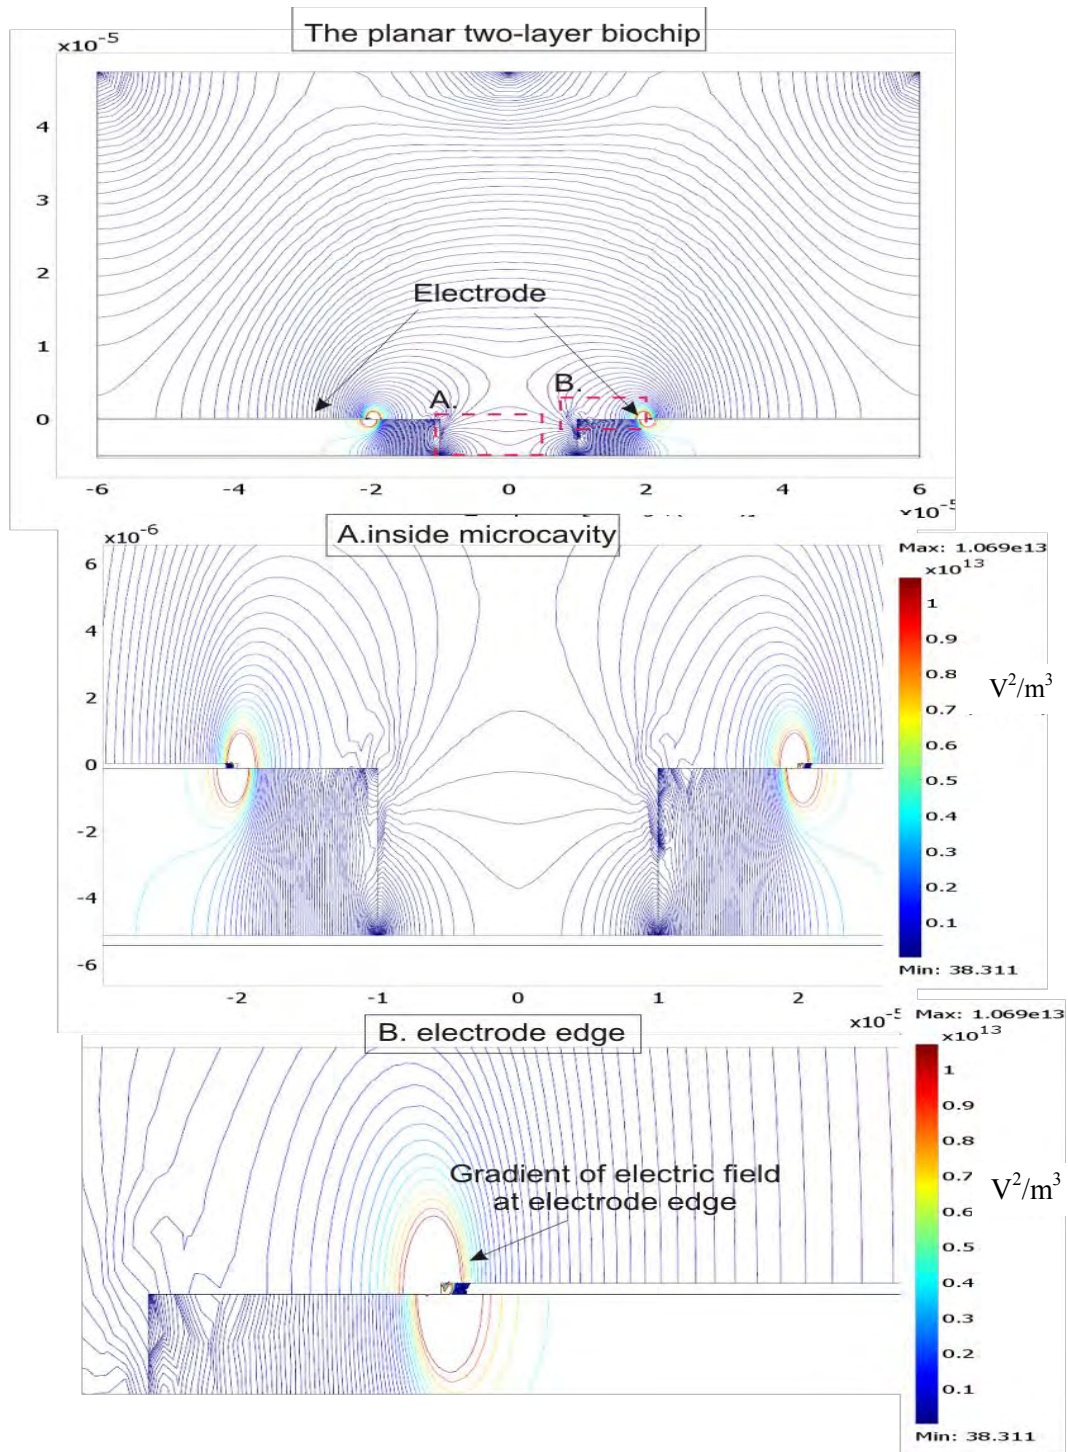 The planar two-layer biochip
x10⁻⁵
4
3
2
1
0
Electrode
A.
B.
-6
-4
-2
0
2
4
6
x10⁻⁵
A.inside microcavity
x10⁻⁶
6
4
2
0
-2
-4
-6
-2
-1
0
1
2
x10⁻⁵
Max: 1.069e13
x10¹³
1
0.9
0.8
0.7
0.6
0.5
0.4
0.3
0.2
0.1
Min: 38.311
V²/m³
B. electrode edge
Gradient of electric field
at electrode edge
Max: 1.069e13
x10¹³
1
0.9
0.8
0.7
0.6
0.5
0.4
0.3
0.2
0.1
Min: 38.311
V²/m³